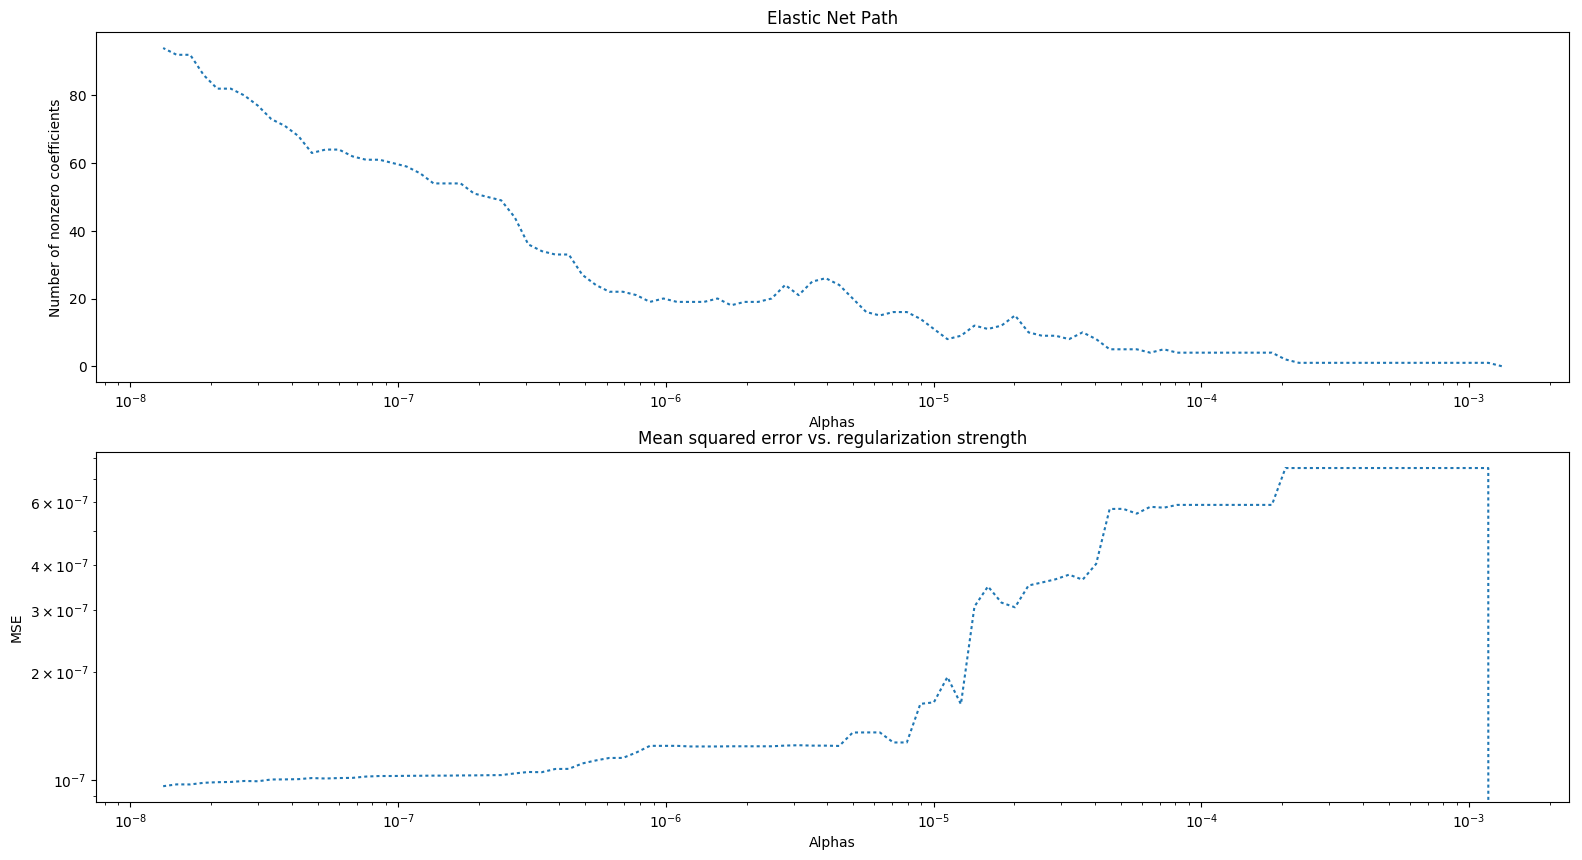 Elastic Net Path
Number of nonzero coefficients
80
60
40
20
0
10⁻⁸ 10⁻⁷ 10⁻⁶ 10⁻⁵ 10⁻⁴ 10⁻³
Alphas
Mean squared error vs. regularization strength
MSE
6 × 10⁻⁷
4 × 10⁻⁷
3 × 10⁻⁷
2 × 10⁻⁷
10⁻⁷
10⁻⁸ 10⁻⁷ 10⁻⁶ 10⁻⁵ 10⁻⁴ 10⁻³
Alphas